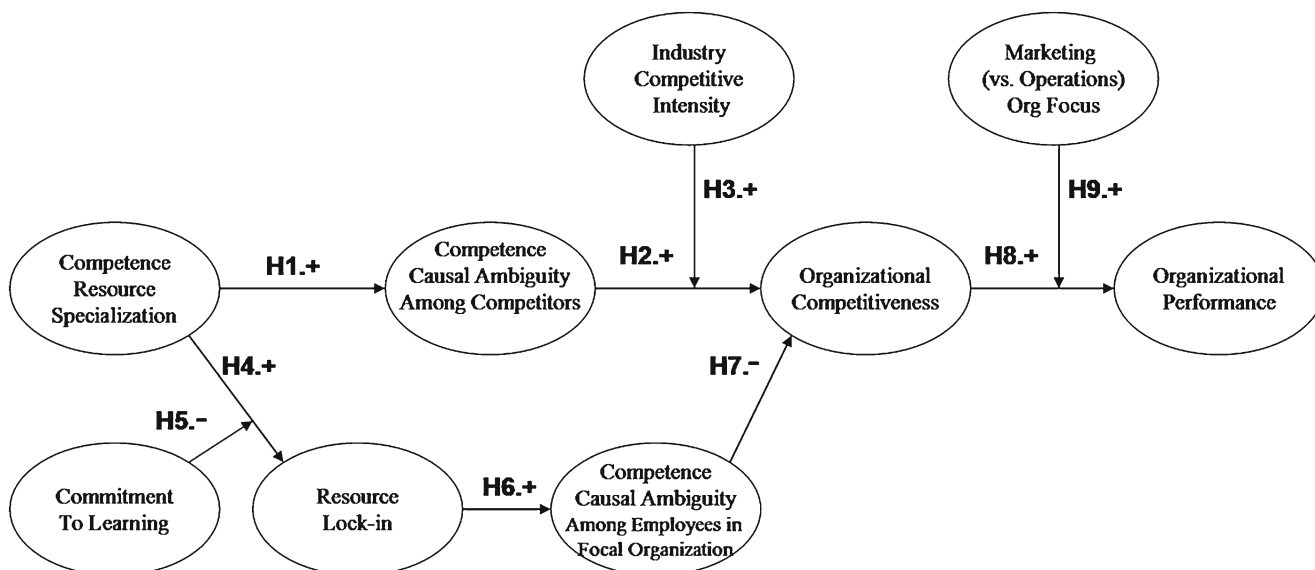 Industry
Competitive
Intensity
Marketing
(vs. Operations)
Org Focus
H3.+
H9.+
Competence
Resource
Specialization
H1.+
Competence
Causal Ambiguity
Among Competitors
H2.+
Organizational
Competitiveness
H8.+
Organizational
Performance
H4.+
H7.-
H5.-
Commitment
To Learning
Resource
Lock-in
H6.+
Competence
Causal Ambiguity
Among Employees in
Focal Organization